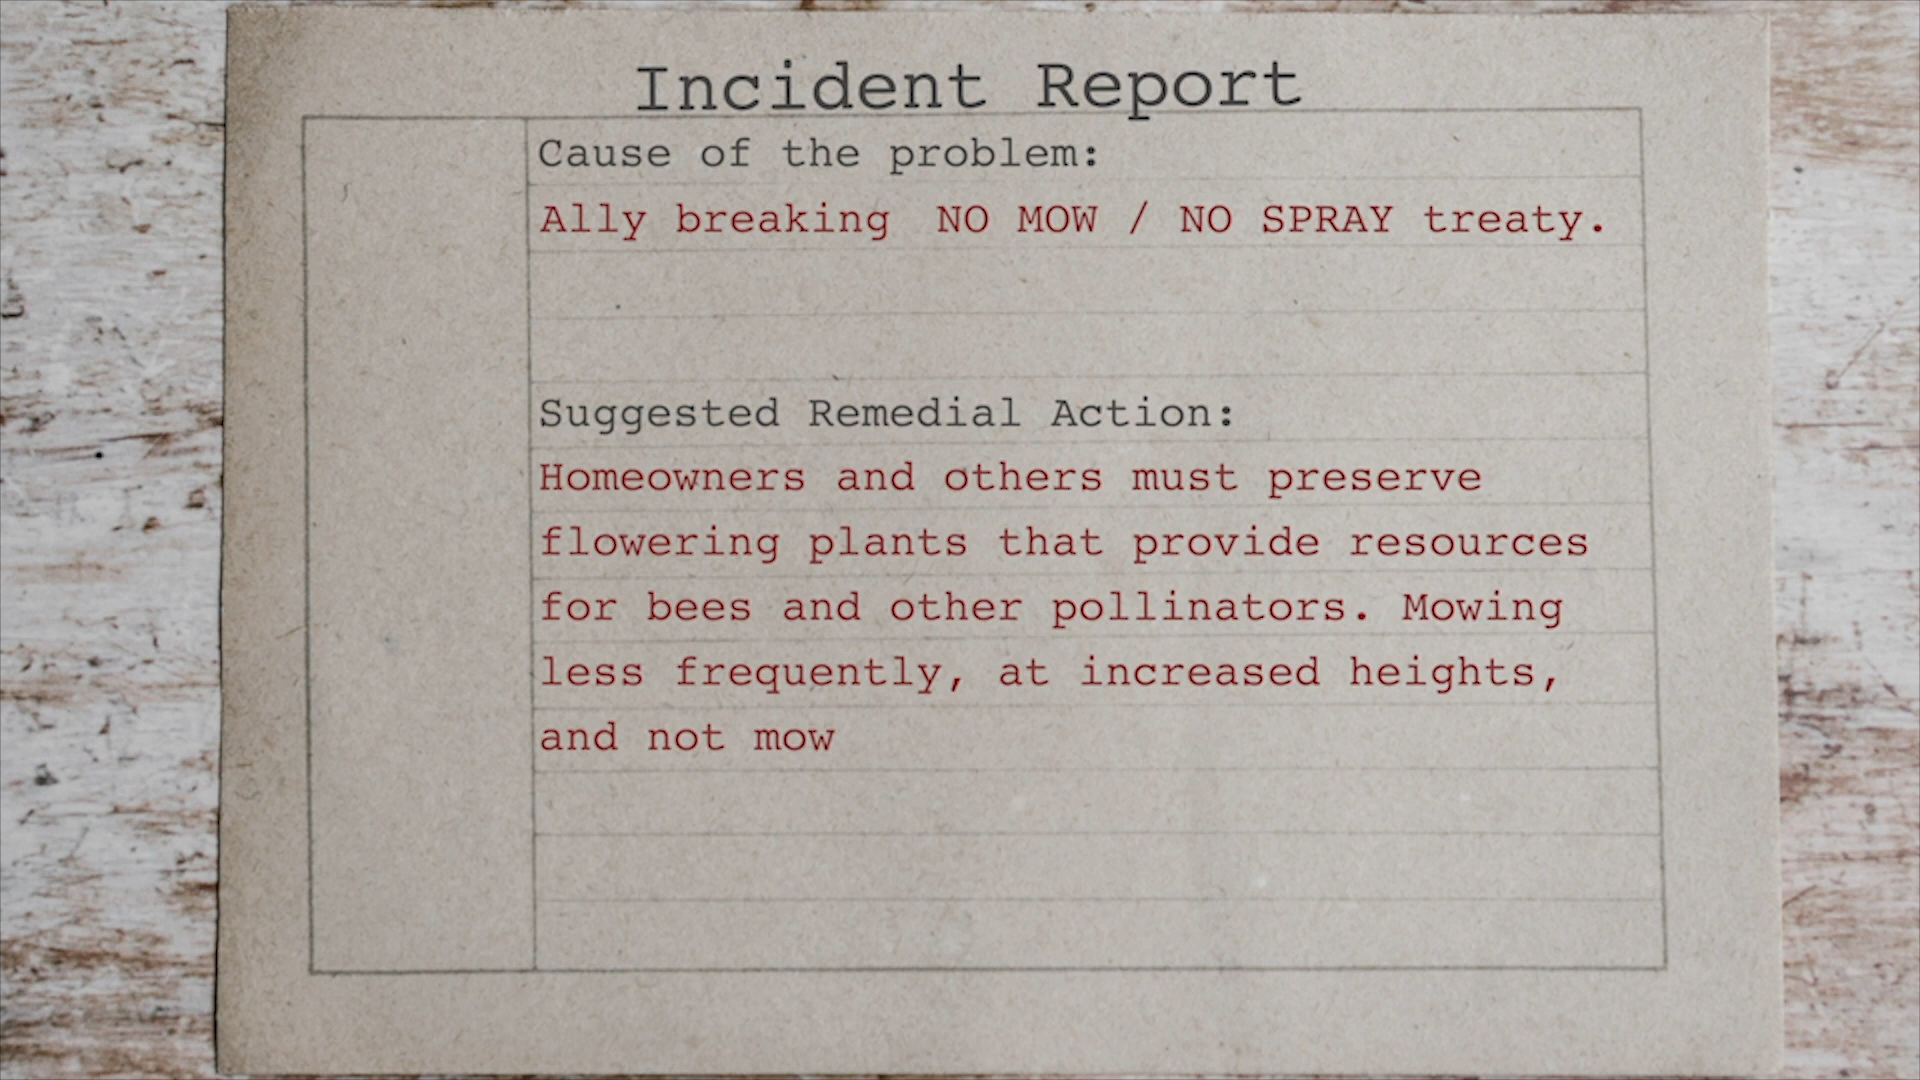 Incident Report
Cause of the problem:
Ally breaking NO MOW / NO SPRAY treaty.
Suggested Remedial Action:
Homeowners and others must preserve
flowering plants that provide resources
for bees and other pollinators. Mowing
less frequently, at increased heights,
and not mow